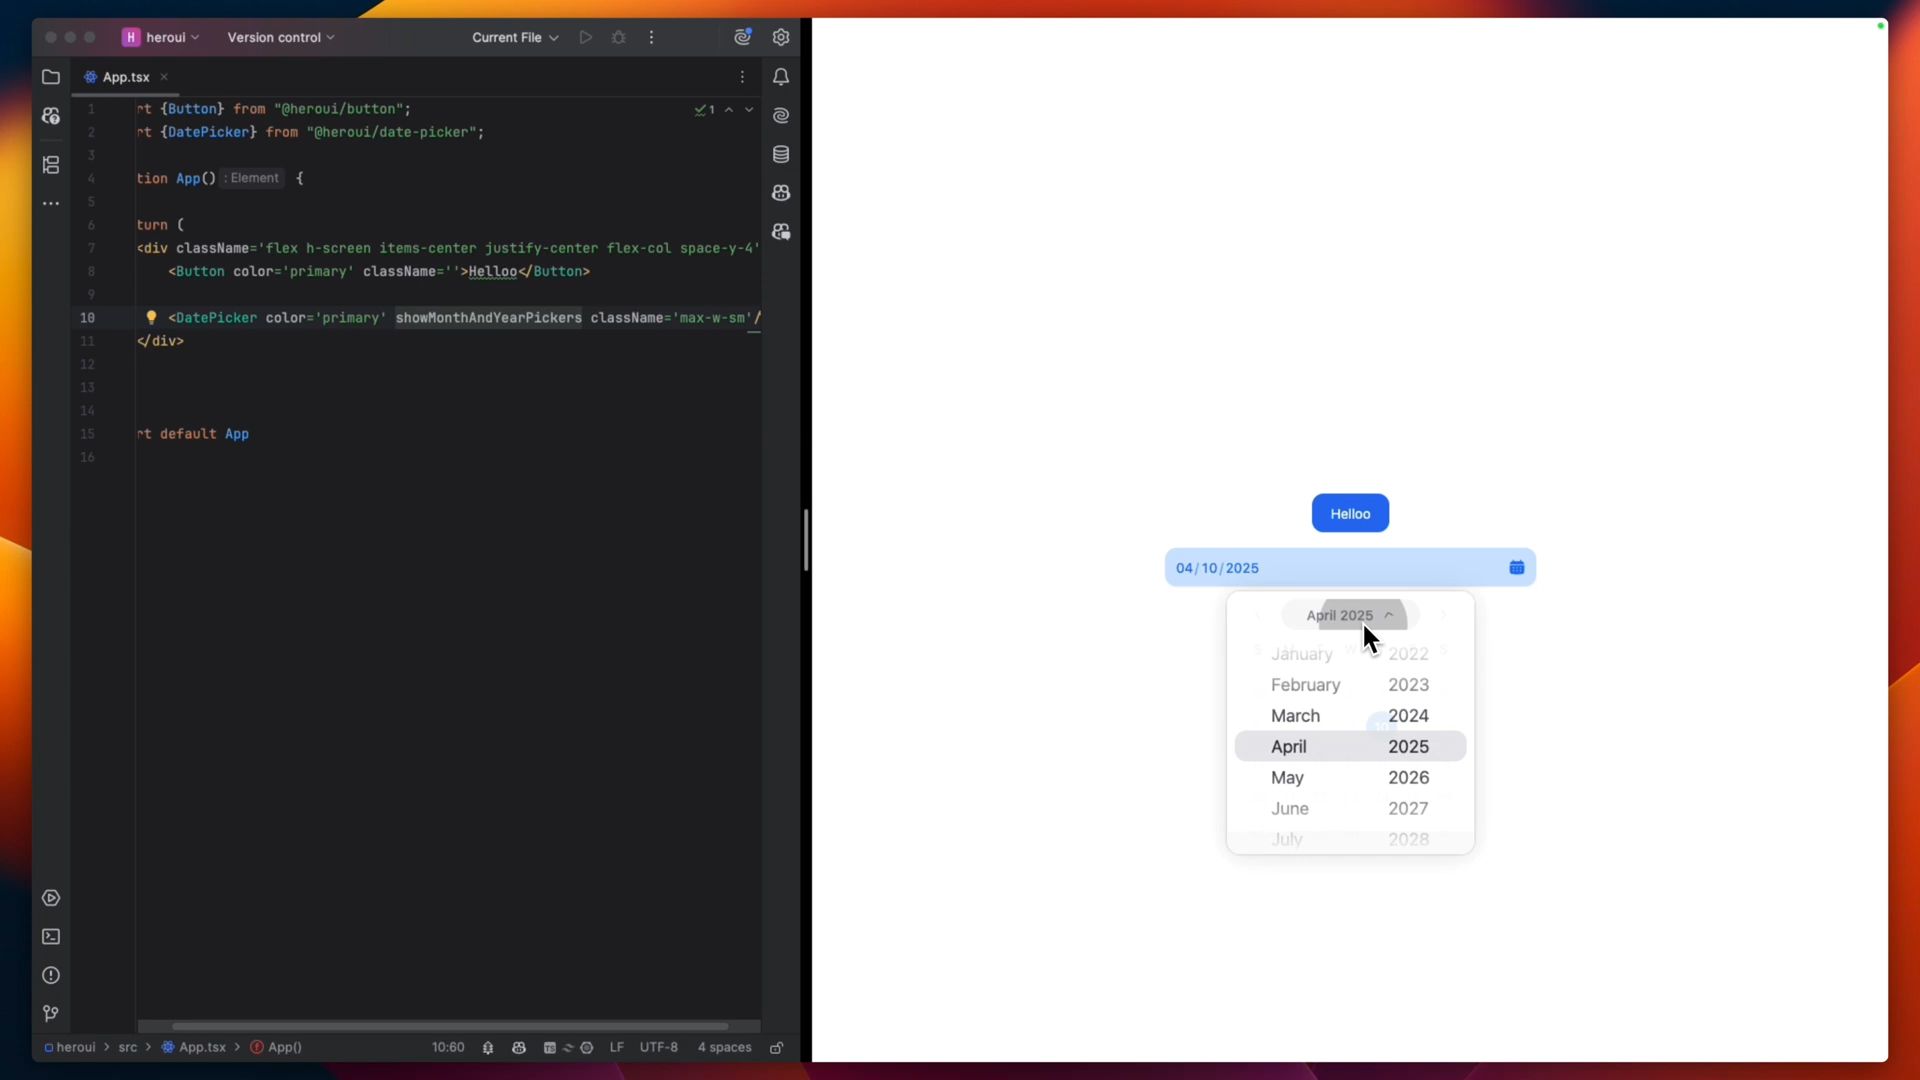 H heroui
Version control
Current File
App.tsx
1 rt {Button} from "@heroui/button";
2 rt {DatePicker} from "@heroui/date-picker";
3
4 tion App() : Element {
5
6 turn (
7 <div className='flex h-screen items-center justify-center flex-col space-y-4'
8 <Button color='primary' className=''>Helloo</Button>
9
10 <DatePicker color='primary' showMonthAndYearPickers className='max-w-sm'/
11 </div>
12
13
14
15 rt default App
16
1
heroui > src > App.tsx > App()
10:60
LF
UTF-8
4 spaces
Helloo
04/10/2025
April 2025
S W S
January 2022
February 2023
10
March 2024
April 2025
May 2026
June 2027
July 2028